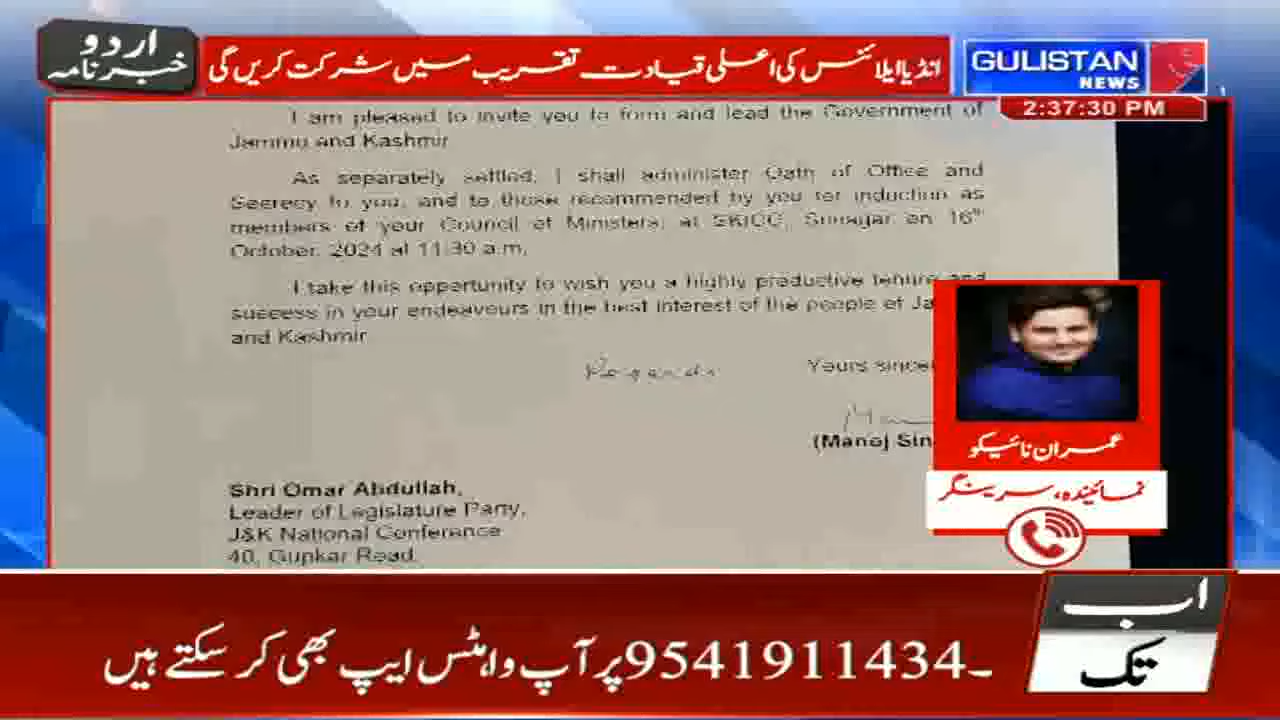 اردو
خبرنامہ
انڈیا ایلائنس کی اعلی قیادت تقریب میں شرکت کریں گی
GULISTAN
NEWS
2:37:30 PM
I am pleased to invite you to form and lead the Government of
Jammu and Kashmir
As separately settled, I shall administer Oath of Office and
Secrecy to you, and to those recommended by you for induction as
members of your Council of Ministers, at SKICC, Srinagar on 16th
October, 2024 at 11:30 a.m.
I take this opportunity to wish you a highly productive tenure and
success in your endeavours in the best interest of the people of Ja
and Kashmir
Regards
Yours since
(Manoj Sin
Shri Omar Abdullah,
Leader of Legislature Party,
J&K National Conference
40, Gupkar Road,
عمران نائیکو
نمائیندہ، سرینگر
اب
تک
9541911434 پر آپ واہٹس ایپ بھی کر سکتے ہیں